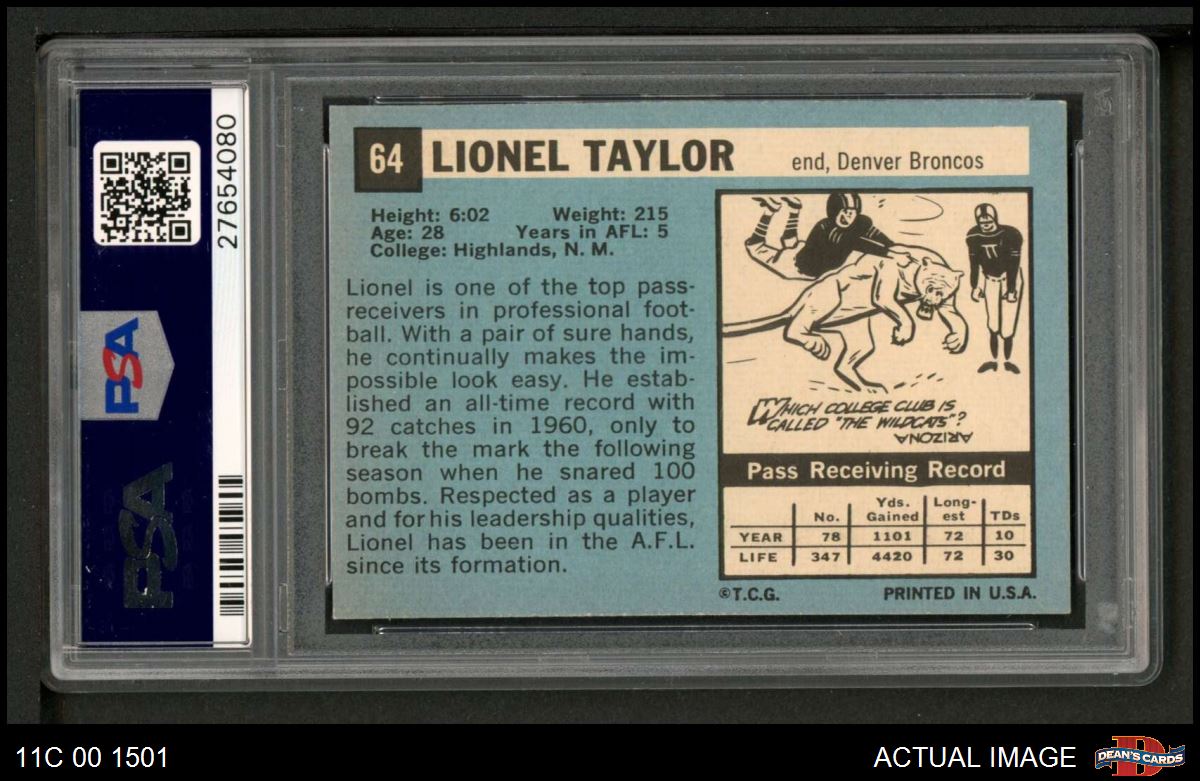 27654080
PSA
PSA
64 LIONEL TAYLOR end, Denver Broncos
Height: 6:02 Weight: 215
Age: 28 Years in AFL: 5
College: Highlands, N. M.
Lionel is one of the top pass-
receivers in professional foot-
ball. With a pair of sure hands,
he continually makes the im-
possible look easy. He estab-
lished an all-time record with
92 catches in 1960, only to
break the mark the following
season when he snared 100
bombs. Respected as a player
and for his leadership qualities,
Lionel has been in the A.F.L.
since its formation.
WHICH COLLEGE CLUB IS
CALLED "THE WILDCATS"?
ARIZONA
Pass Receiving Record
No. Yds. Gained Long-est TDs
YEAR 78 1101 72 10
LIFE 347 4420 72 30
©T.C.G. PRINTED IN U.S.A.
11C 00 1501
ACTUAL IMAGE
D
DEAN'S CARDS